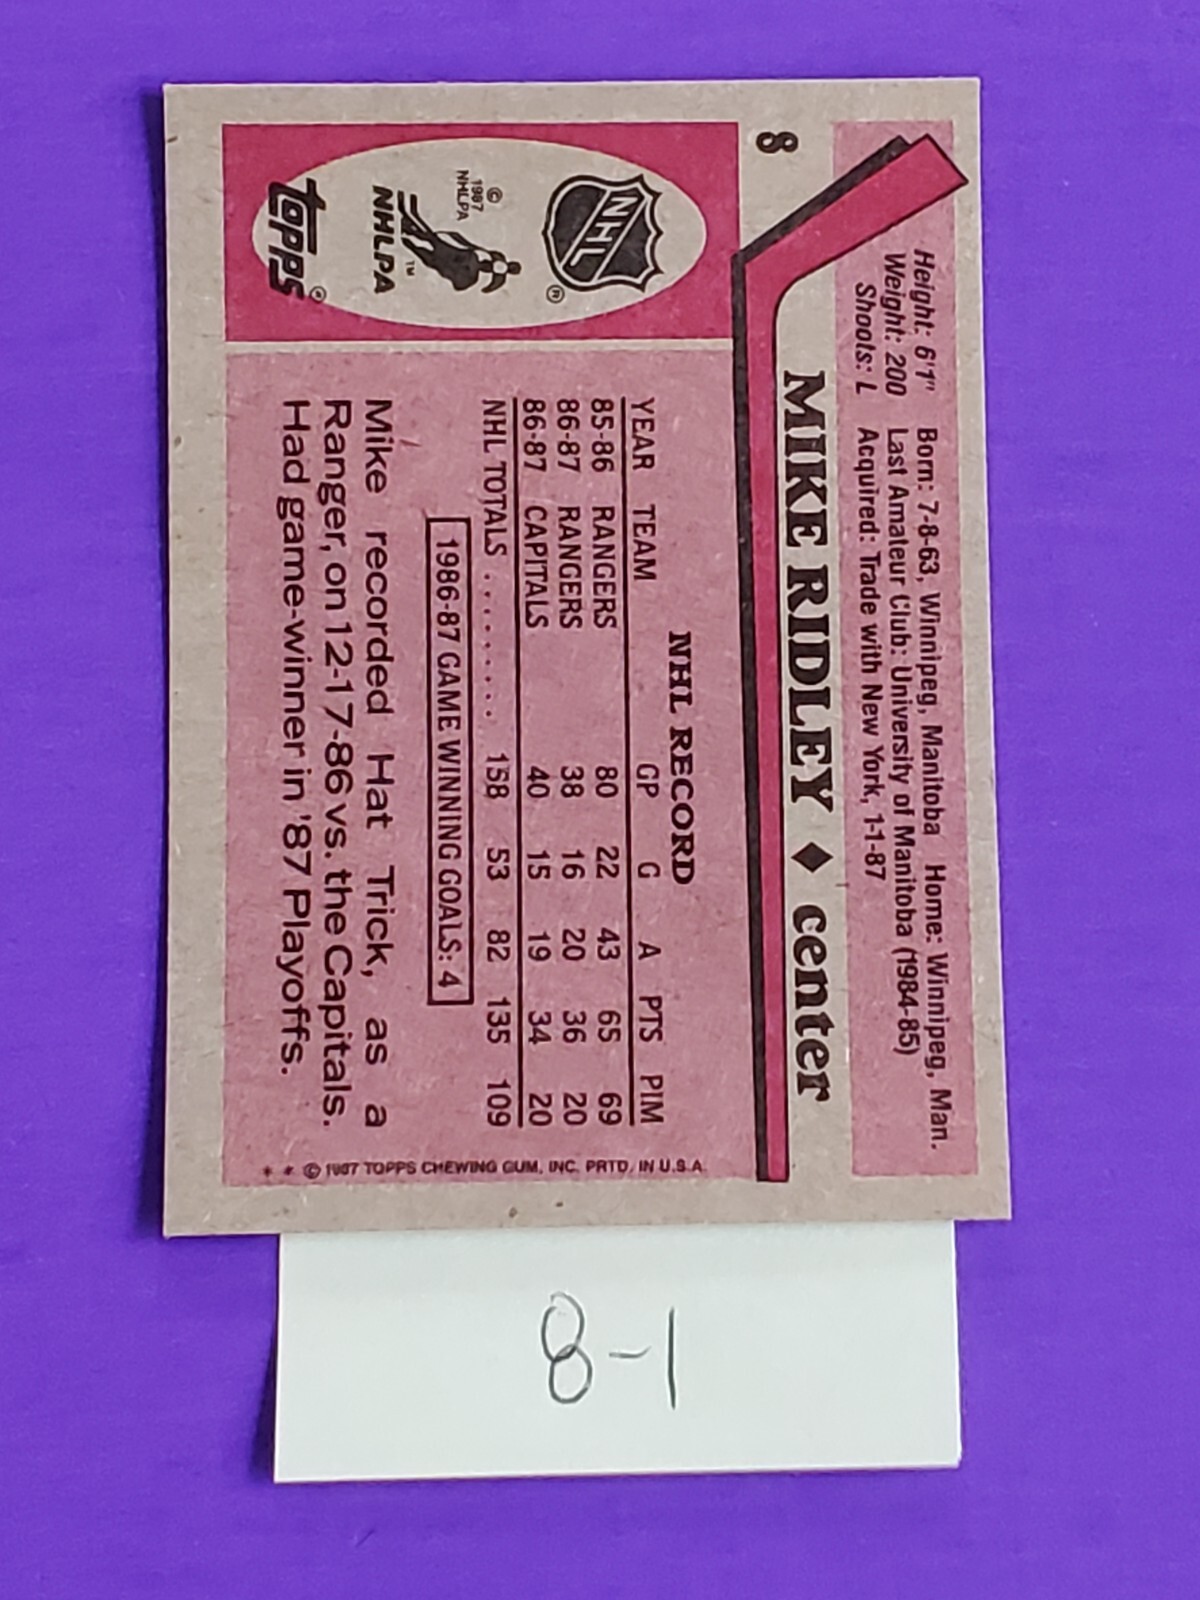 8
Height: 6'1" Born: 7-8-63, Winnipeg, Manitoba Home: Winnipeg, Man.
Weight: 200 Last Amateur Club: University of Manitoba (1984-85)
Shoots: L Acquired: Trade with New York, 1-1-87
MIKE RIDLEY ♦ center
NHL
®
© 1987 NHLPA
™
NHLPA
topps®
NHL RECORD
YEAR TEAM GP G A PTS PIM
85-86 RANGERS 80 22 43 65 69
86-87 RANGERS 38 16 20 36 20
86-87 CAPITALS 40 15 19 34 20
NHL TOTALS ........ 158 53 82 135 109
1986-87 GAME WINNING GOALS: 4
Mike recorded Hat Trick, as a
Ranger, on 12-17-86 vs. the Capitals.
Had game-winner in '87 Playoffs.
* * © 1987 TOPPS CHEWING GUM, INC. PRTD. IN U.S.A.
8-1